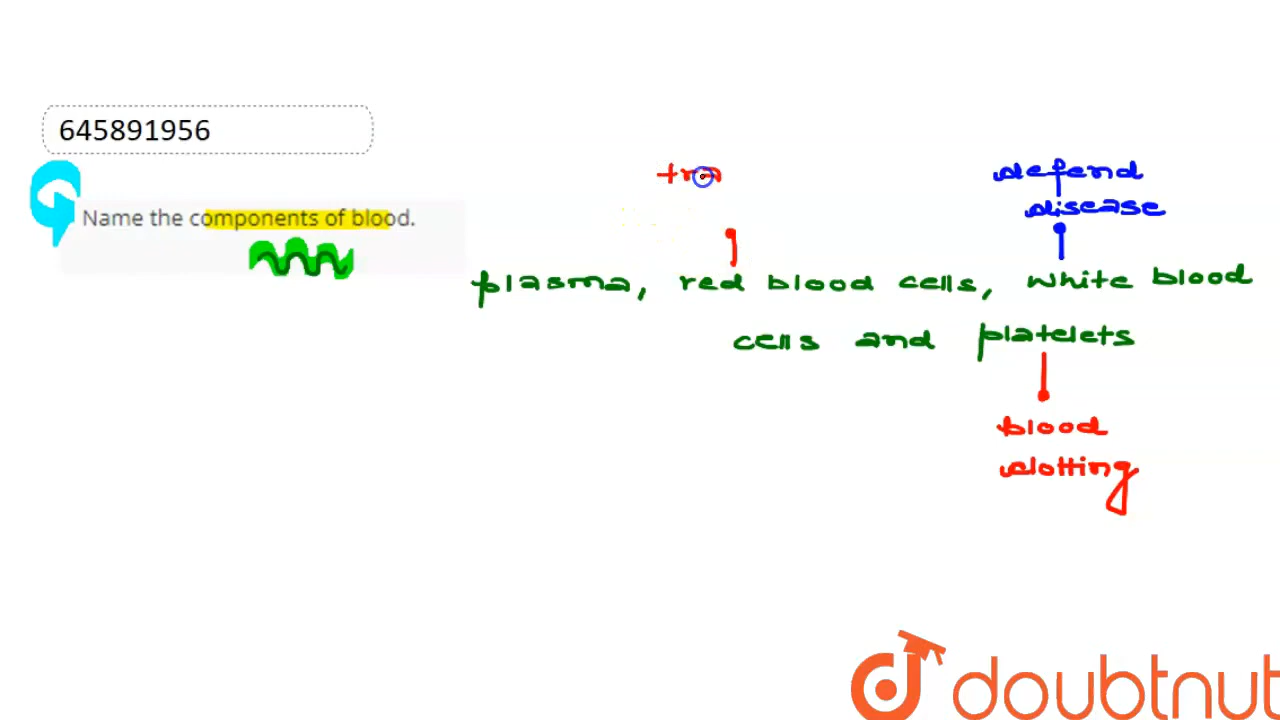 645891956
Name the components of blood.
tra
defend
disease
plasma, red blood cells, white blood
cells and platelets
blood
clotting
doubtnut